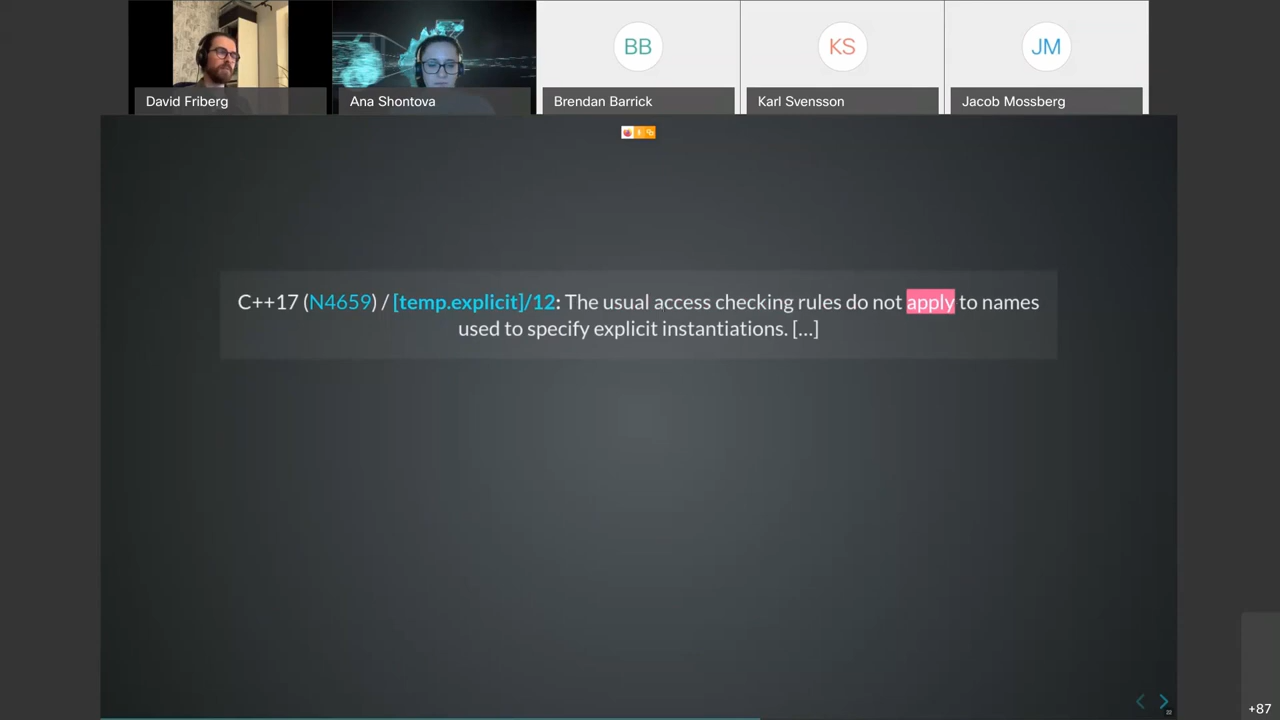 BB
KS
JM
David Friberg
Ana Shontova
Brendan Barrick
Karl Svensson
Jacob Mossberg
C++17 (N4659) / [temp.explicit]/12: The usual access checking rules do not apply to names
used to specify explicit instantiations. […]
+87